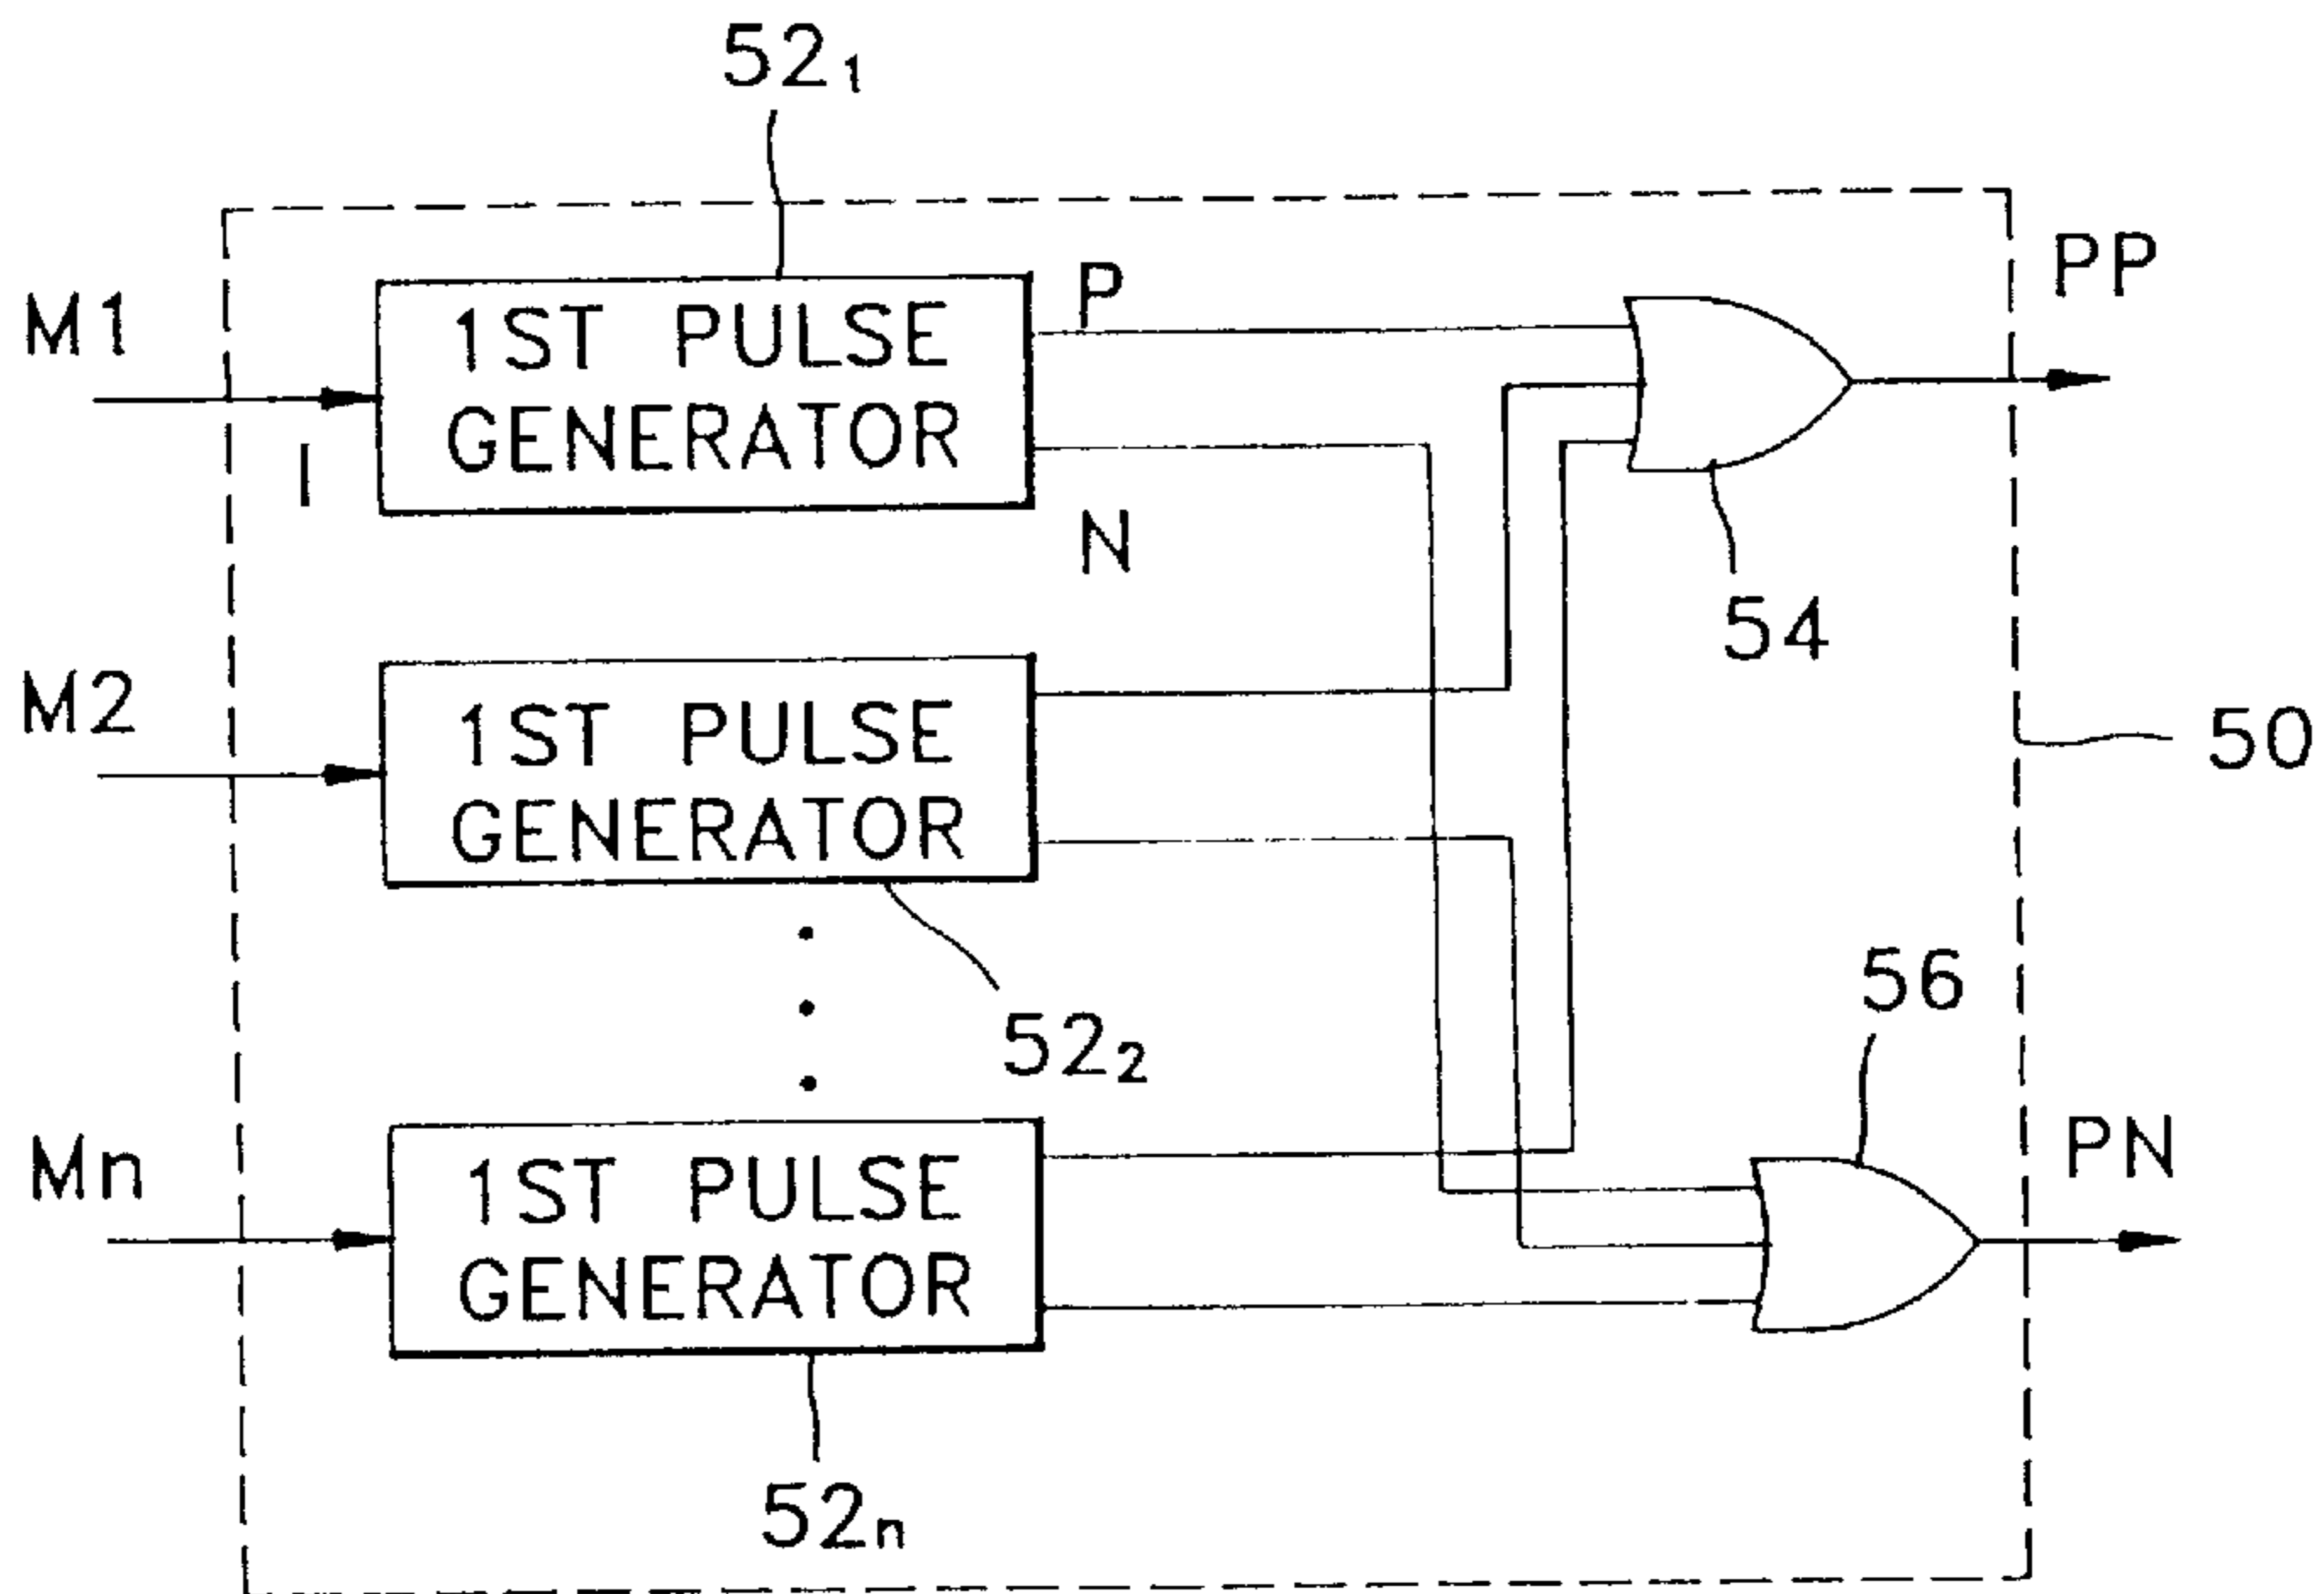 52₁
M1
I
1ST PULSE
GENERATOR
P
N
PP
54
M2
1ST PULSE
GENERATOR
52₂
50
56
Mn
1ST PULSE
GENERATOR
52n
PN